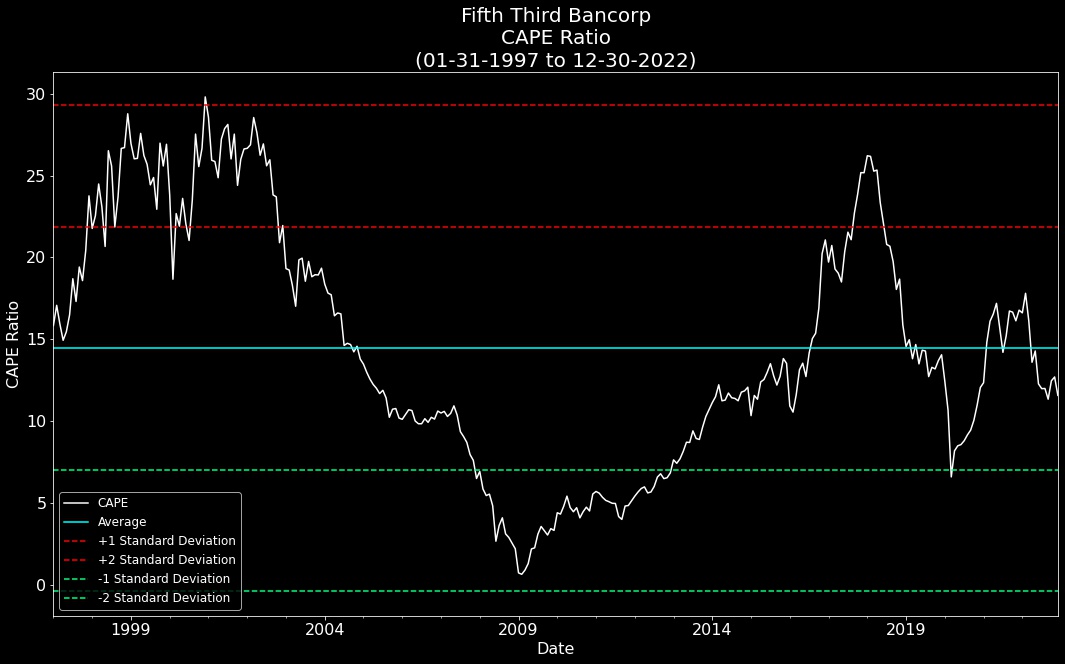 Fifth Third Bancorp
CAPE Ratio
(01-31-1997 to 12-30-2022)
30
25
20
15
10
5
0
CAPE Ratio
CAPE
Average
+1 Standard Deviation
+2 Standard Deviation
-1 Standard Deviation
-2 Standard Deviation
1999 2004 2009 2014 2019
Date